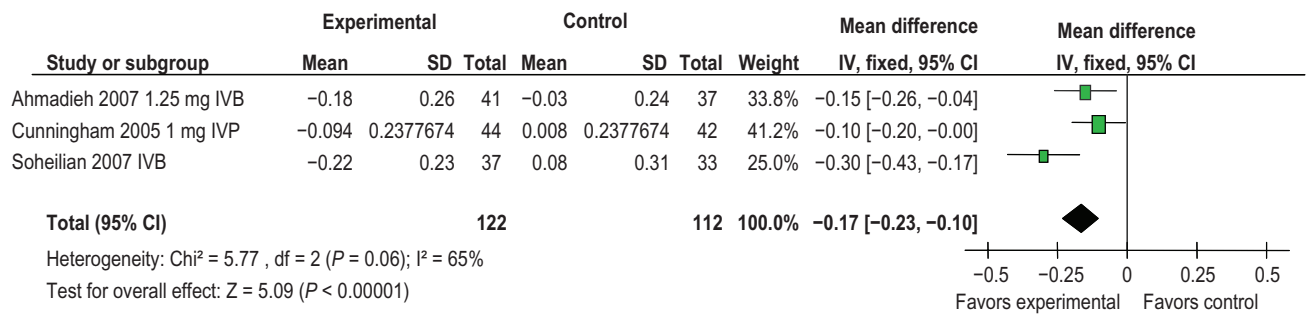 Experimental Control Mean difference Mean difference
Study or subgroup Mean SD Total Mean SD Total Weight IV, fixed, 95% CI IV, fixed, 95% CI
Ahmadieh 2007 1.25 mg IVB −0.18 0.26 41 −0.03 0.24 37 33.8% −0.15 [−0.26, −0.04]
Cunningham 2005 1 mg IVP −0.094 0.2377674 44 0.008 0.2377674 42 41.2% −0.10 [−0.20, −0.00]
Soheilian 2007 IVB −0.22 0.23 37 0.08 0.31 33 25.0% −0.30 [−0.43, −0.17]
Total (95% CI) 122 112 100.0% −0.17 [−0.23, −0.10]
Heterogeneity: Chi² = 5.77 , df = 2 (P = 0.06); I² = 65%
Test for overall effect: Z = 5.09 (P < 0.00001)
−0.5 −0.25 0 0.25 0.5
Favors experimental Favors control